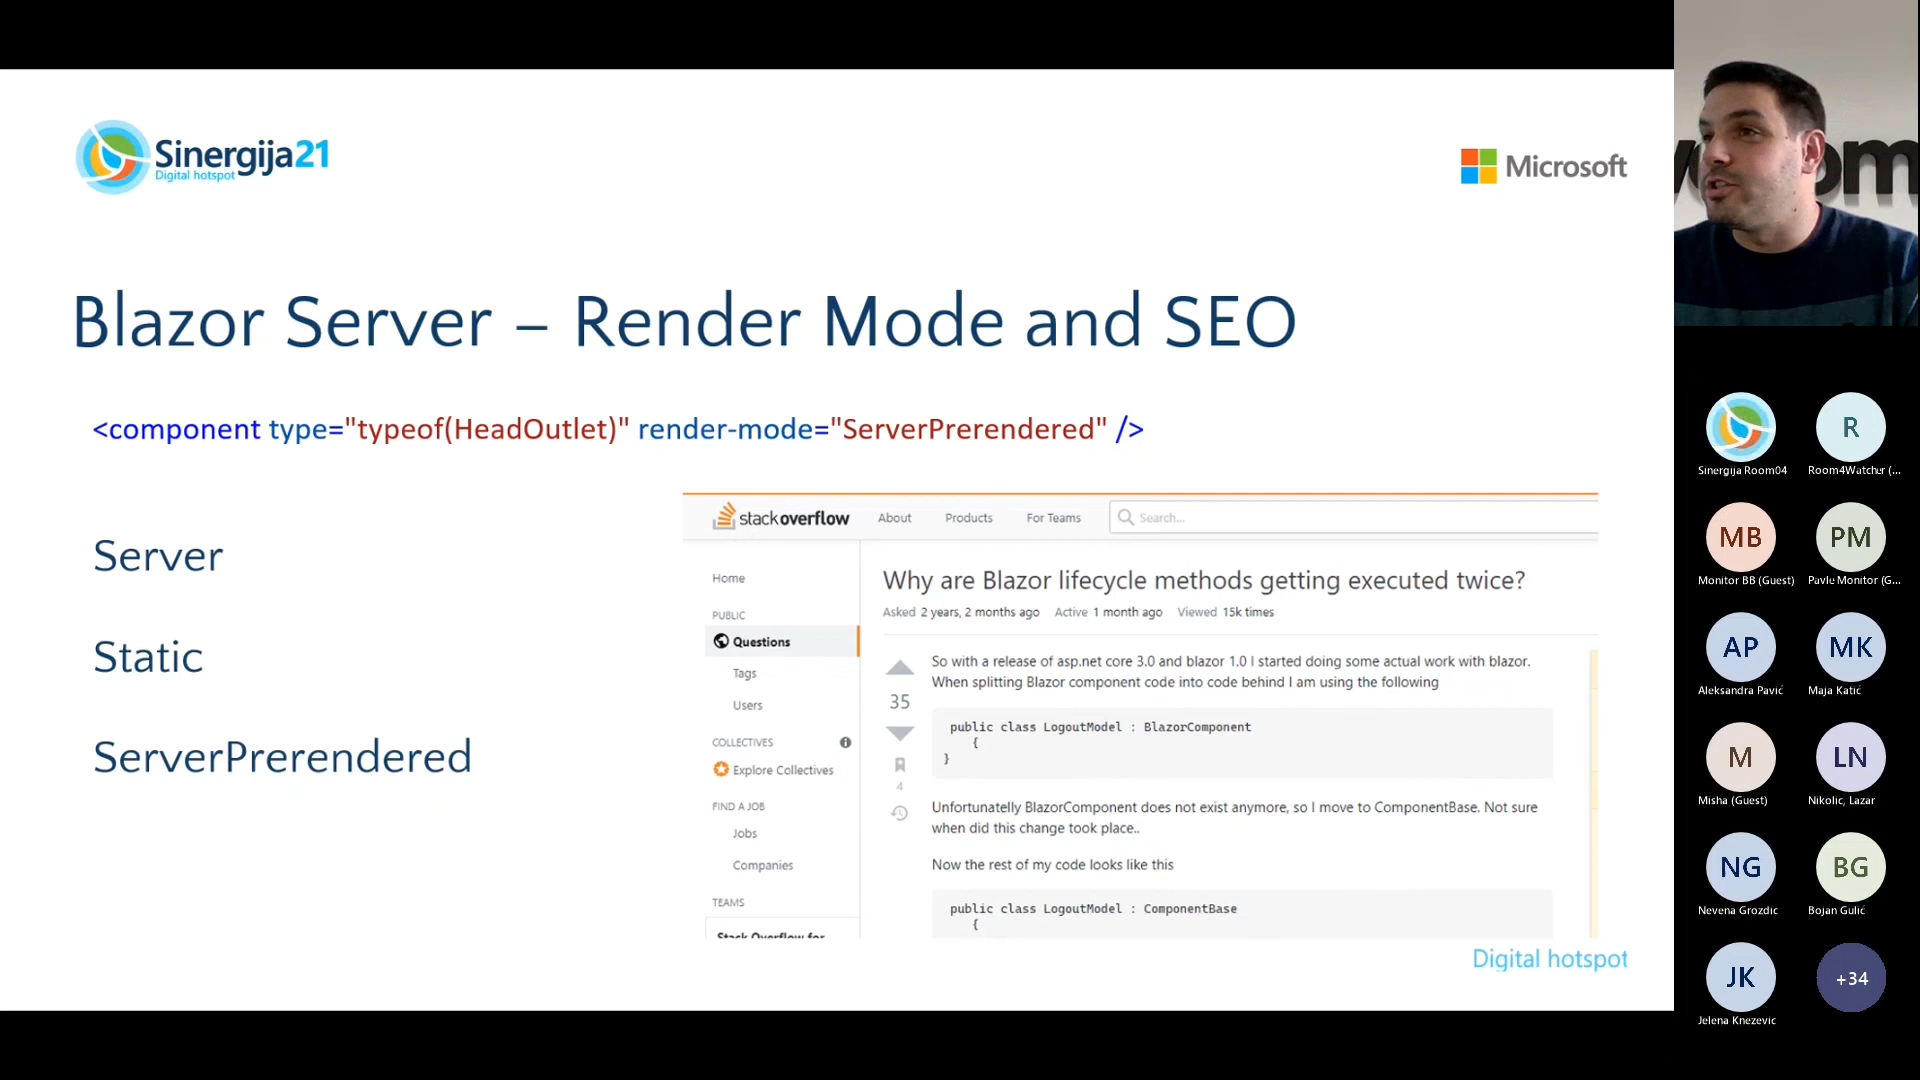 Sinergija21
Digital hotspot
Microsoft
Blazor Server – Render Mode and SEO
<component type="typeof(HeadOutlet)" render-mode="ServerPrerendered" />
Server
Static
ServerPrerendered
stackoverflow
About
Products
For Teams
Search...
Home
PUBLIC
Questions
Tags
Users
COLLECTIVES
Explore Collectives
FIND A JOB
Jobs
Companies
TEAMS
Stack Overflow for
Why are Blazor lifecycle methods getting executed twice?
Asked 2 years, 2 months ago Active 1 month ago Viewed 15k times
35
4
So with a release of asp.net core 3.0 and blazor 1.0 I started doing some actual work with blazor.
When splitting Blazor component code into code behind I am using the following
public class LogoutModel : BlazorComponent
{
}
Unfortunatelly BlazorComponent does not exist anymore, so I move to ComponentBase. Not sure
when did this change took place..
Now the rest of my code looks like this
public class LogoutModel : ComponentBase
{
Digital hotspot
Sinergija Room04
R
Room4Watcher (...
MB
Monitor BB (Guest)
PM
Pavle Monitor (G...
AP
Aleksandra Pavić
MK
Maja Katić
M
Misha (Guest)
LN
Nikolic, Lazar
NG
Nevena Grozdic
BG
Bojan Gulić
JK
Jelena Knezevic
+34